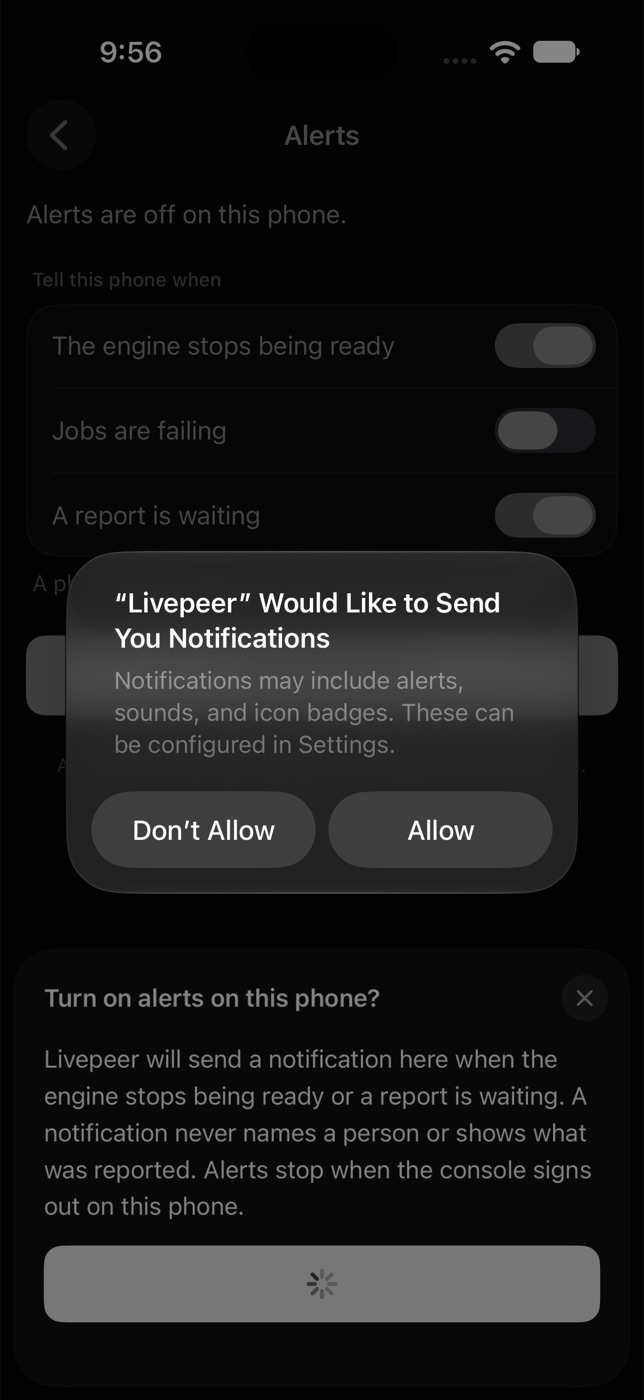 9:56
Alerts
Alerts are off on this phone.
Tell this phone when
The engine stops being ready
Jobs are failing
A report is waiting
“Livepeer” Would Like to Send
You Notifications
Notifications may include alerts,
sounds, and icon badges. These can
be configured in Settings.
Don’t Allow
Allow
Turn on alerts on this phone?
Livepeer will send a notification here when the
engine stops being ready or a report is waiting. A
notification never names a person or shows what
was reported. Alerts stop when the console signs
out on this phone.